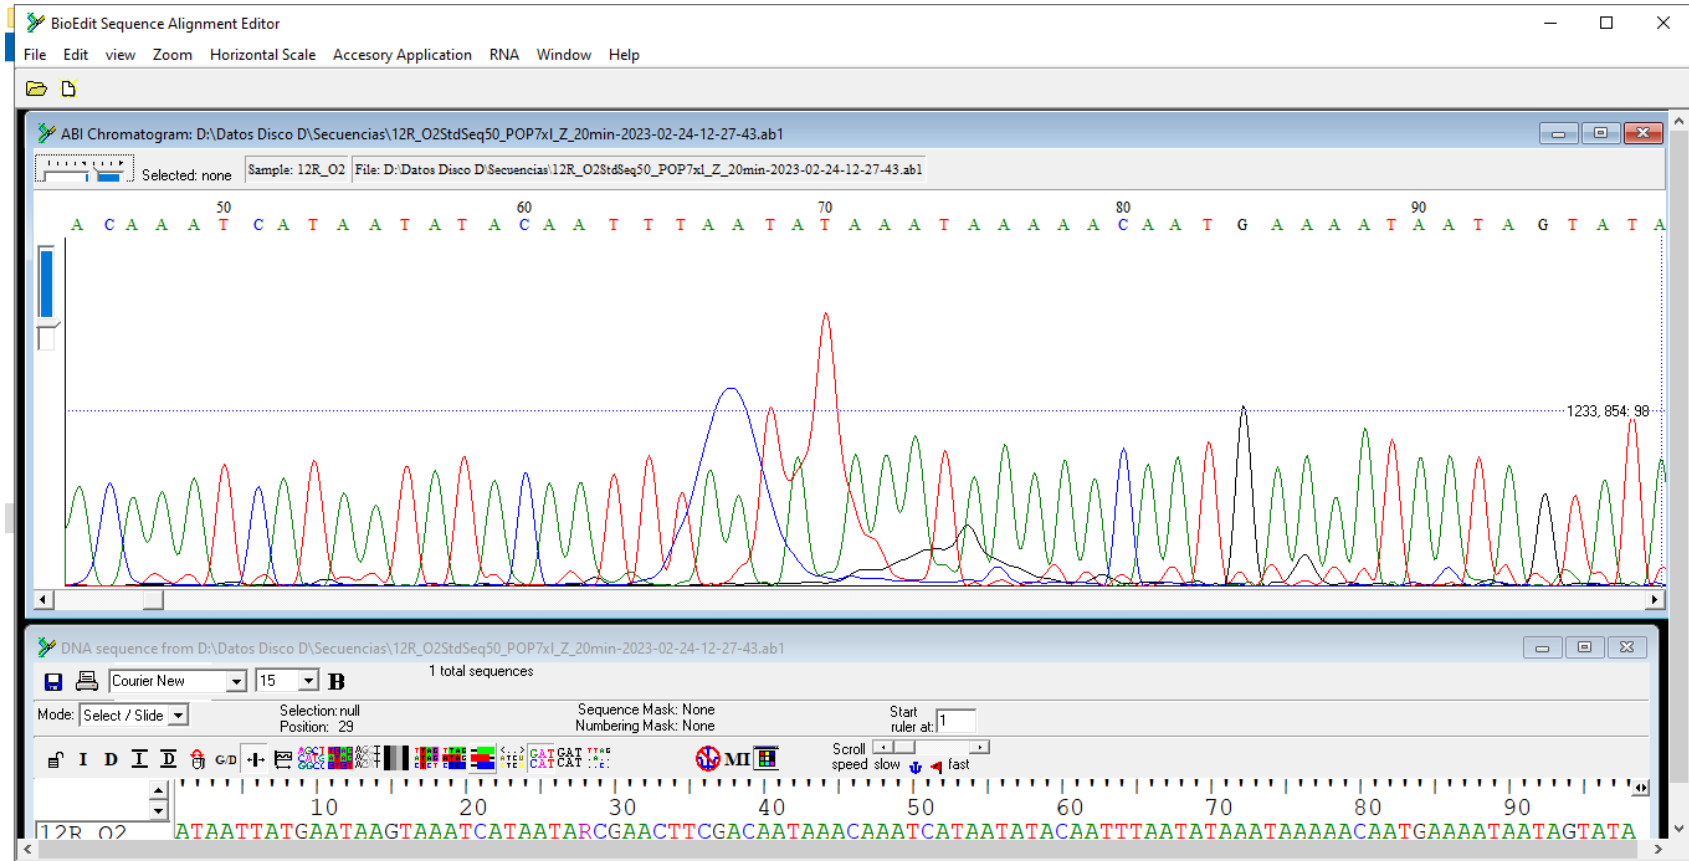 BioEdit Sequence Alignment Editor
File Edit view Zoom Horizontal Scale Accesory Application RNA Window Help
ABI Chromatogram: D:\Datos Disco D\Secuencias\12R_O2StdSeq50_POP7xl_Z_20min-2023-02-24-12-27-43.ab1
Selected: none Sample: 12R_O2 File: D:\Datos Disco D\Secuencias\12R_O2StdSeq50_POP7xl_Z_20min-2023-02-24-12-27-43.ab1
50 60 70 80 90
A C A A A T C A T A A T A T A C A A T T T A A T A T A A A T A A A A A C A A T G A A A A T A A T A G T A T A
1233, 854: 98
DNA sequence from D:\Datos Disco D\Secuencias\12R_O2StdSeq50_POP7xl_Z_20min-2023-02-24-12-27-43.ab1
Courier New 15 B 1 total sequences
Mode: Select / Slide Selection: null Sequence Mask: None Start
Position: 29 Numbering Mask: None ruler at: 1
I D I D G/D GAT GAT MI Scroll
CAT CAT speed slow fast
10 20 30 40 50 60 70 80 90
12R_O2 ATAATTATGAATAAGTAAATCATAATARCGAACTTCGACAATAAACAAATCATAATATACAATTTAATATAAATAAAAACAATGAAAATAATAGTATA